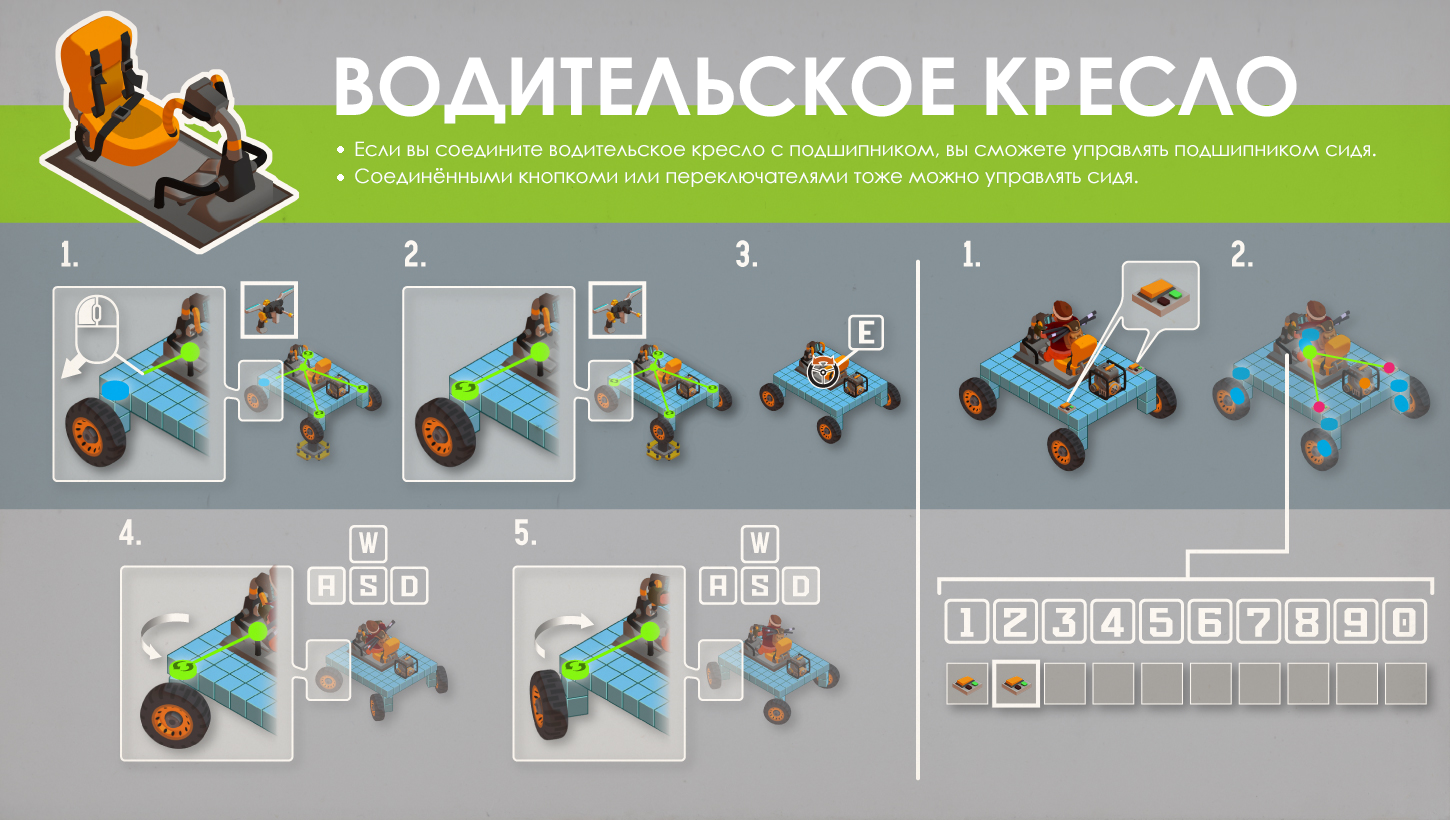 ВОДИТЕЛЬСКОЕ КРЕСЛО
• Если вы соедините водительское кресло с подшипником, вы сможете управлять подшипником сидя.
• Соединёнными кнопкоми или переключателями тоже можно управлять сидя.
1.
2.
3.
E
1.
2.
4.
W
A S D
5.
W
A S D
1 2 3 4 5 6 7 8 9 0